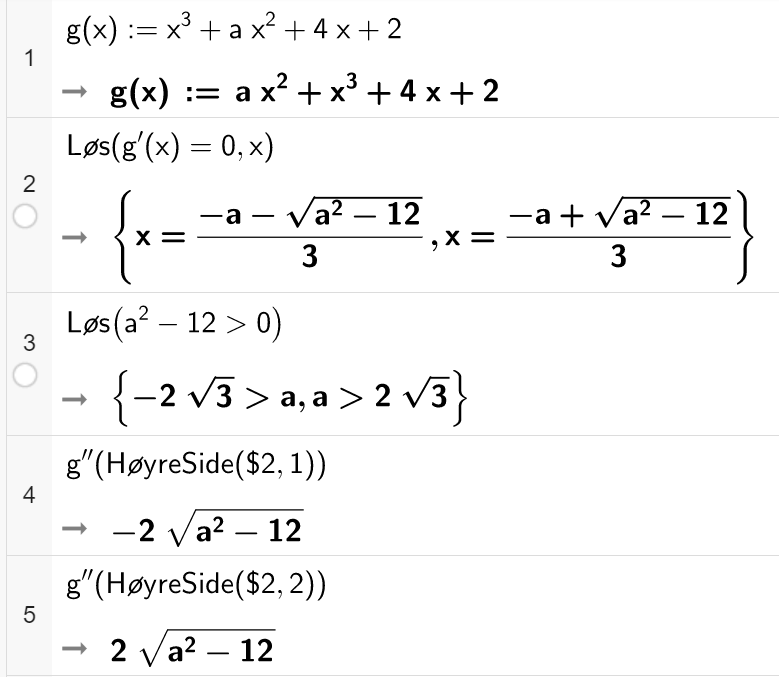 1
g(x) := x³ + a x² + 4 x + 2
→ g(x) := a x² + x³ + 4 x + 2
2
Løs(g′(x) = 0, x)
→ {x = (−a − √(a² − 12))/3, x = (−a + √(a² − 12))/3}
3
Løs(a² − 12 > 0)
→ {−2 √3 > a, a > 2 √3}
4
g″(HøyreSide($2, 1))
→ −2 √(a² − 12)
5
g″(HøyreSide($2, 2))
→ 2 √(a² − 12)